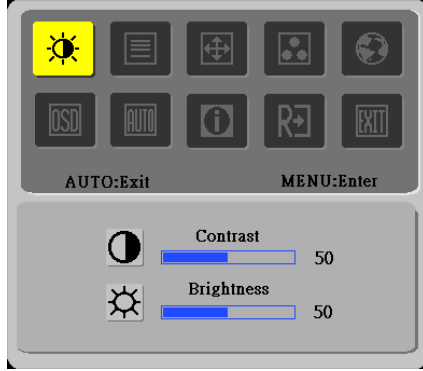 OSD AUTO R EXIT
AUTO:Exit MENU:Enter
Contrast
50
Brightness
50